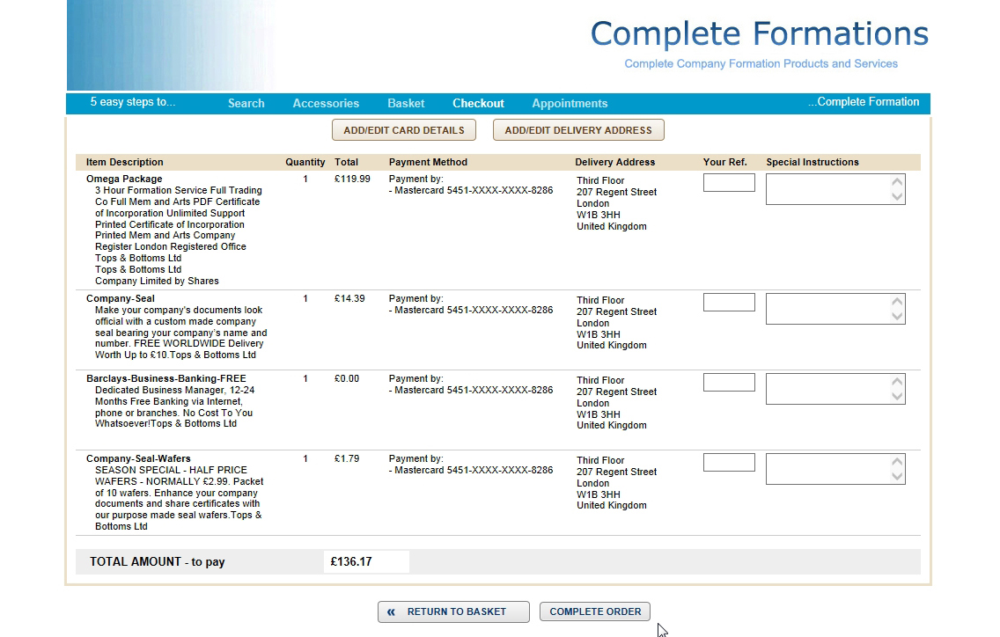 Complete Formations
Complete Company Formation Products and Services
5 easy steps to... Search Accessories Basket Checkout Appointments ...Complete Formation
ADD/EDIT CARD DETAILS ADD/EDIT DELIVERY ADDRESS
Item Description Quantity Total Payment Method Delivery Address Your Ref. Special Instructions
Omega Package
3 Hour Formation Service Full Trading
Co Full Mem and Arts PDF Certificate
of Incorporation Unlimited Support
Printed Certificate of Incorporation
Printed Mem and Arts Company
Register London Registered Office
Tops & Bottoms Ltd
Tops & Bottoms Ltd
Company Limited by Shares
1
£119.99
Payment by:
- Mastercard 5451-XXXX-XXXX-8286
Third Floor
207 Regent Street
London
W1B 3HH
United Kingdom
Company-Seal
Make your company's documents look
official with a custom made company
seal bearing your company's name and
number. FREE WORLDWIDE Delivery
Worth Up to £10.Tops & Bottoms Ltd
1
£14.39
Payment by:
- Mastercard 5451-XXXX-XXXX-8286
Third Floor
207 Regent Street
London
W1B 3HH
United Kingdom
Barclays-Business-Banking-FREE
Dedicated Business Manager, 12-24
Months Free Banking via Internet,
phone or branches. No Cost To You
Whatsoever!Tops & Bottoms Ltd
1
£0.00
Payment by:
- Mastercard 5451-XXXX-XXXX-8286
Third Floor
207 Regent Street
London
W1B 3HH
United Kingdom
Company-Seal-Wafers
SEASON SPECIAL - HALF PRICE
WAFERS - NORMALLY £2.99. Packet
of 10 wafers. Enhance your company
documents and share certificates with
our purpose made seal wafers.Tops &
Bottoms Ltd
1
£1.79
Payment by:
- Mastercard 5451-XXXX-XXXX-8286
Third Floor
207 Regent Street
London
W1B 3HH
United Kingdom
TOTAL AMOUNT - to pay £136.17
« RETURN TO BASKET COMPLETE ORDER